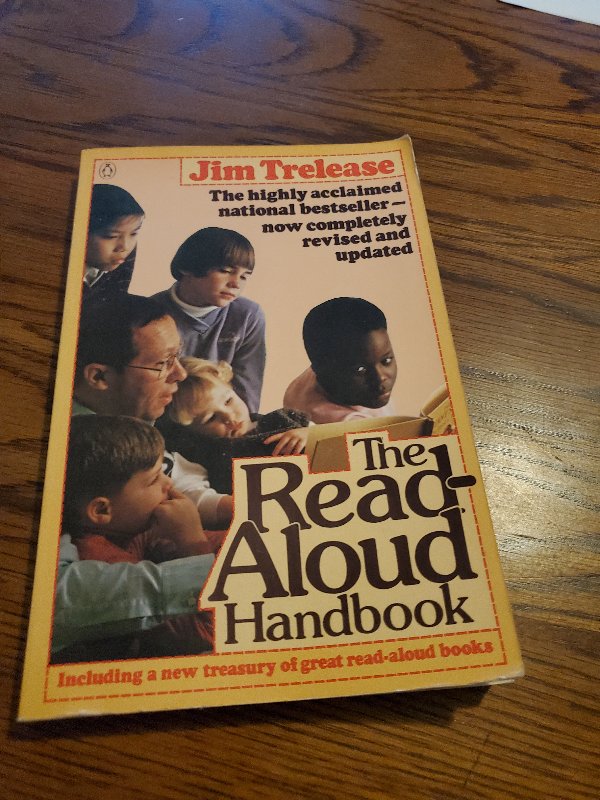 Jim Trelease
The highly acclaimed
national bestseller —
now completely
revised and
updated
The
Read-
Aloud
Handbook
Including a new treasury of great read-aloud books